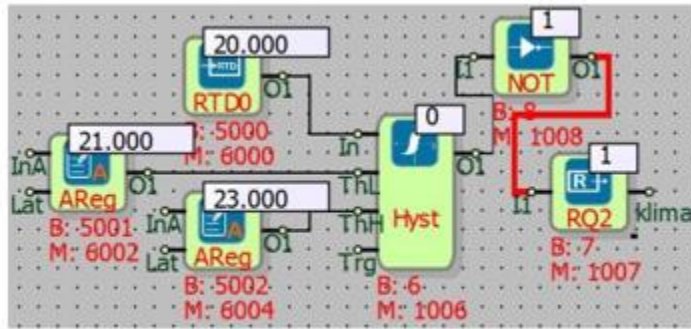 1
20.000
I1
NOT
O1
RTD
RTD0
O1
B: 8
M: 1008
B: 5000
M: 6000
21.000
0
In
InA
A
AReg
O1
ThL
O1
1
Lat
B: 5001
M: 6002
23.000
InA
A
AReg
O1
Lat
B: 5002
M: 6004
ThH
Hyst
Trg
B: 6
M: 1006
I1
R
RQ2
klima
B: 7
M: 1007